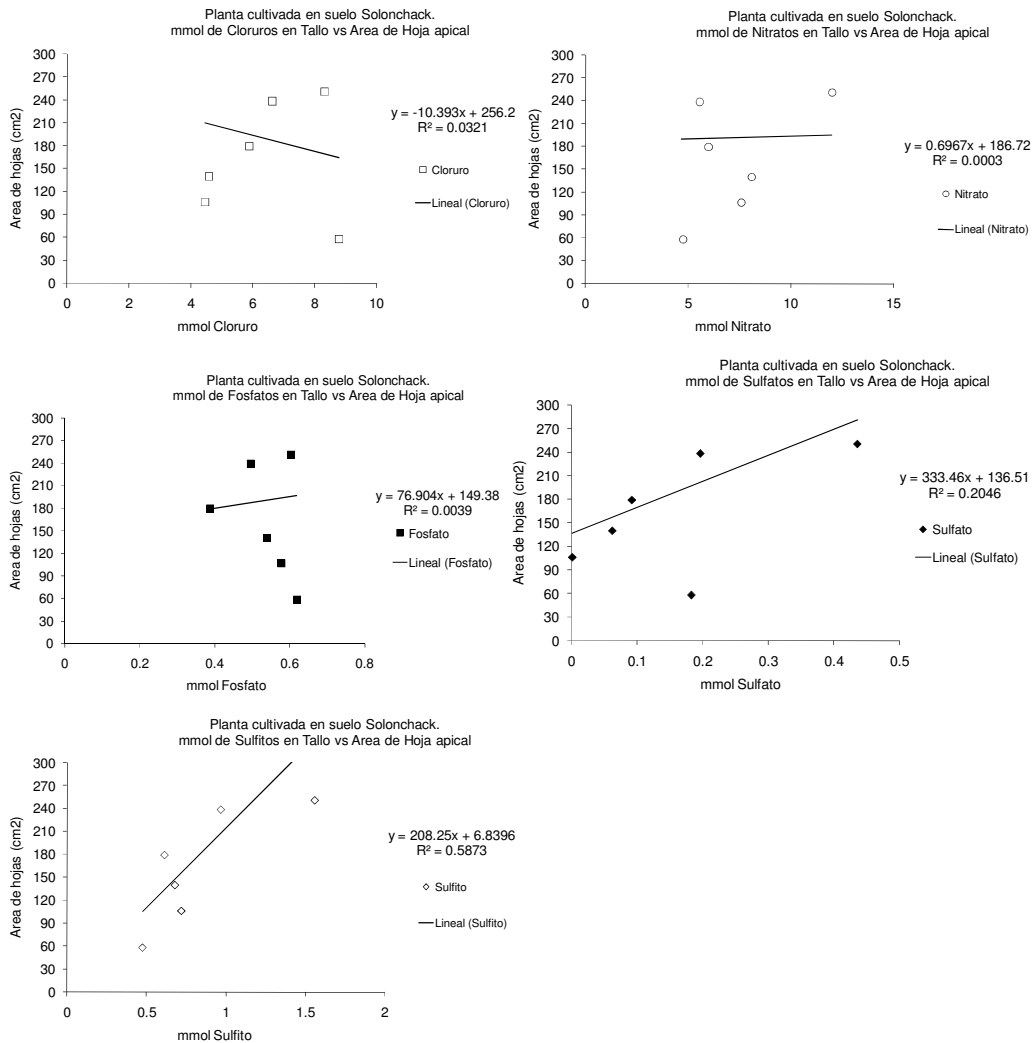 Planta cultivada en suelo Solonchack.
mmol de Cloruros en Tallo vs Area de Hoja apical
300
270
240
210
180
150
120
90
60
30
0
Area de hojas (cm2)
0 2 4 6 8 10
mmol Cloruro
y = -10.393x + 256.2
R² = 0.0321
Cloruro
Lineal (Cloruro)
Planta cultivada en suelo Solonchack.
mmol de Nitratos en Tallo vs Area de Hoja apical
300
270
240
210
180
150
120
90
60
30
0
Area de hojas (cm2)
0 5 10 15
mmol Nitrato
y = 0.6967x + 186.72
R² = 0.0003
Nitrato
Lineal (Nitrato)
Planta cultivada en suelo Solonchack.
mmol de Fosfatos en Tallo vs Area de Hoja apical
300
270
240
210
180
150
120
90
60
30
0
Area de hojas (cm2)
0 0.2 0.4 0.6 0.8
mmol Fosfato
y = 76.904x + 149.38
R² = 0.0039
Fosfato
Lineal (Fosfato)
Planta cultivada en suelo Solonchack.
mmol de Sulfatos en Tallo vs Area de Hoja apical
300
270
240
210
180
150
120
90
60
30
0
Area de hojas (cm2)
0 0.1 0.2 0.3 0.4 0.5
mmol Sulfato
y = 333.46x + 136.51
R² = 0.2046
Sulfato
Lineal (Sulfato)
Planta cultivada en suelo Solonchack.
mmol de Sulfitos en Tallo vs Area de Hoja apical
300
270
240
210
180
150
120
90
60
30
0
Area de hojas (cm2)
0 0.5 1 1.5 2
mmol Sulfito
y = 208.25x + 6.8396
R² = 0.5873
Sulfito
Lineal (Sulfito)